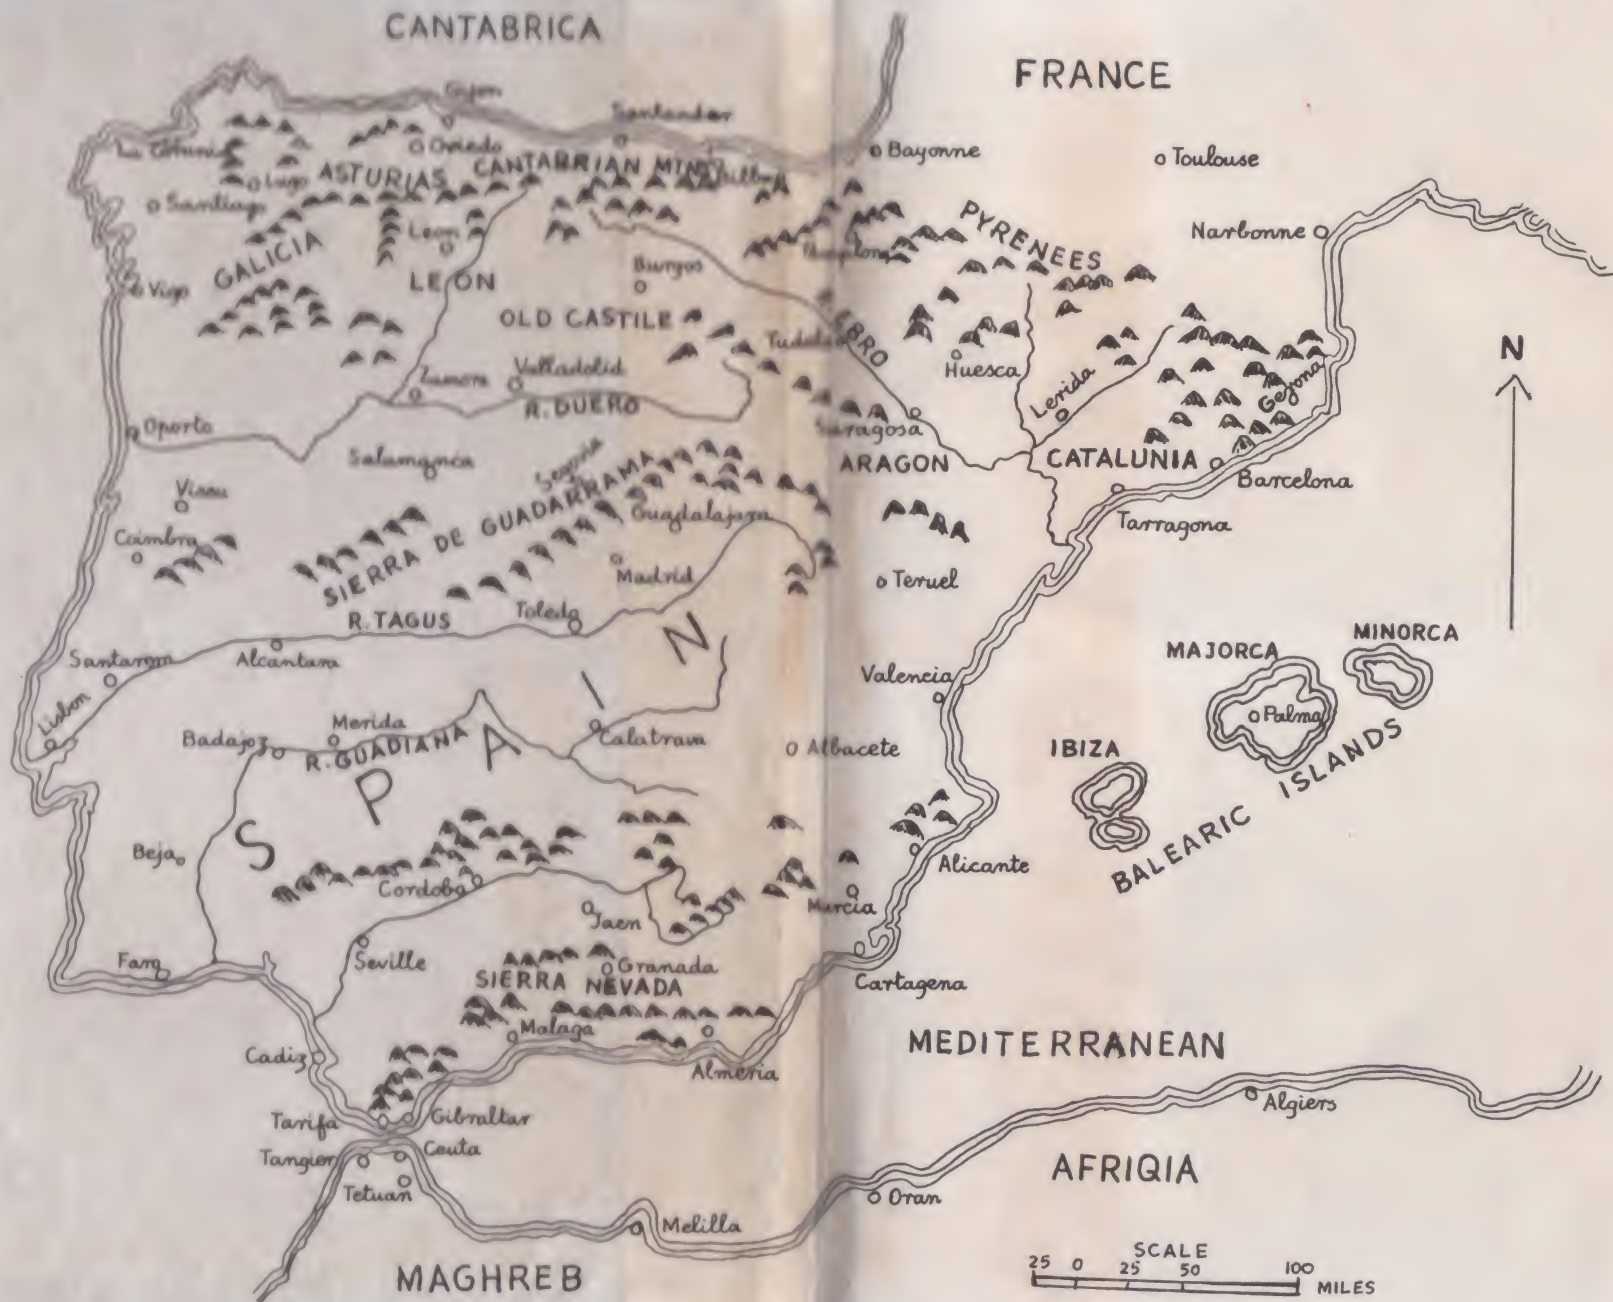 CANTABRICA
FRANCE
Gijon
Santander
La Corunna
Oviedo
Bayonne
Toulouse
Lugo
ASTURIAS
CANTABRIAN MTNS
Bilbao
Santiago
PYRENEES
Narbonne
GALICIA
Leon
Pamplona
Vigo
LEON
Burgos
OLD CASTILE
R. EBRO
Tudela
Huesca
N
Zamora
Valladolid
Lerida
Gerona
R. DUERO
Oporto
Saragosa
Salamanca
Segovia
ARAGON
CATALUNIA
Barcelona
Viseu
SIERRA DE GUADARRAMA
Guadalajara
Tarragona
Coimbra
Madrid
Teruel
R. TAGUS
Toledo
MINORCA
MAJORCA
Santarem
Alcantara
Valencia
Lisbon
Palma
Badajoz
Merida
R. GUADIANA
Calatrava
Albacete
IBIZA
SPAIN
BALEARIC ISLANDS
Beja
Cordoba
Alicante
Jaen
Murcia
Faro
Seville
Granada
SIERRA NEVADA
Cartagena
Malaga
MEDITERRANEAN
Cadiz
Almeria
Algiers
Tarifa
Gibraltar
Tangier
Ceuta
AFRIQIA
Tetuan
Oran
Melilla
MAGHREB
SCALE
25 0 25 50 100
MILES